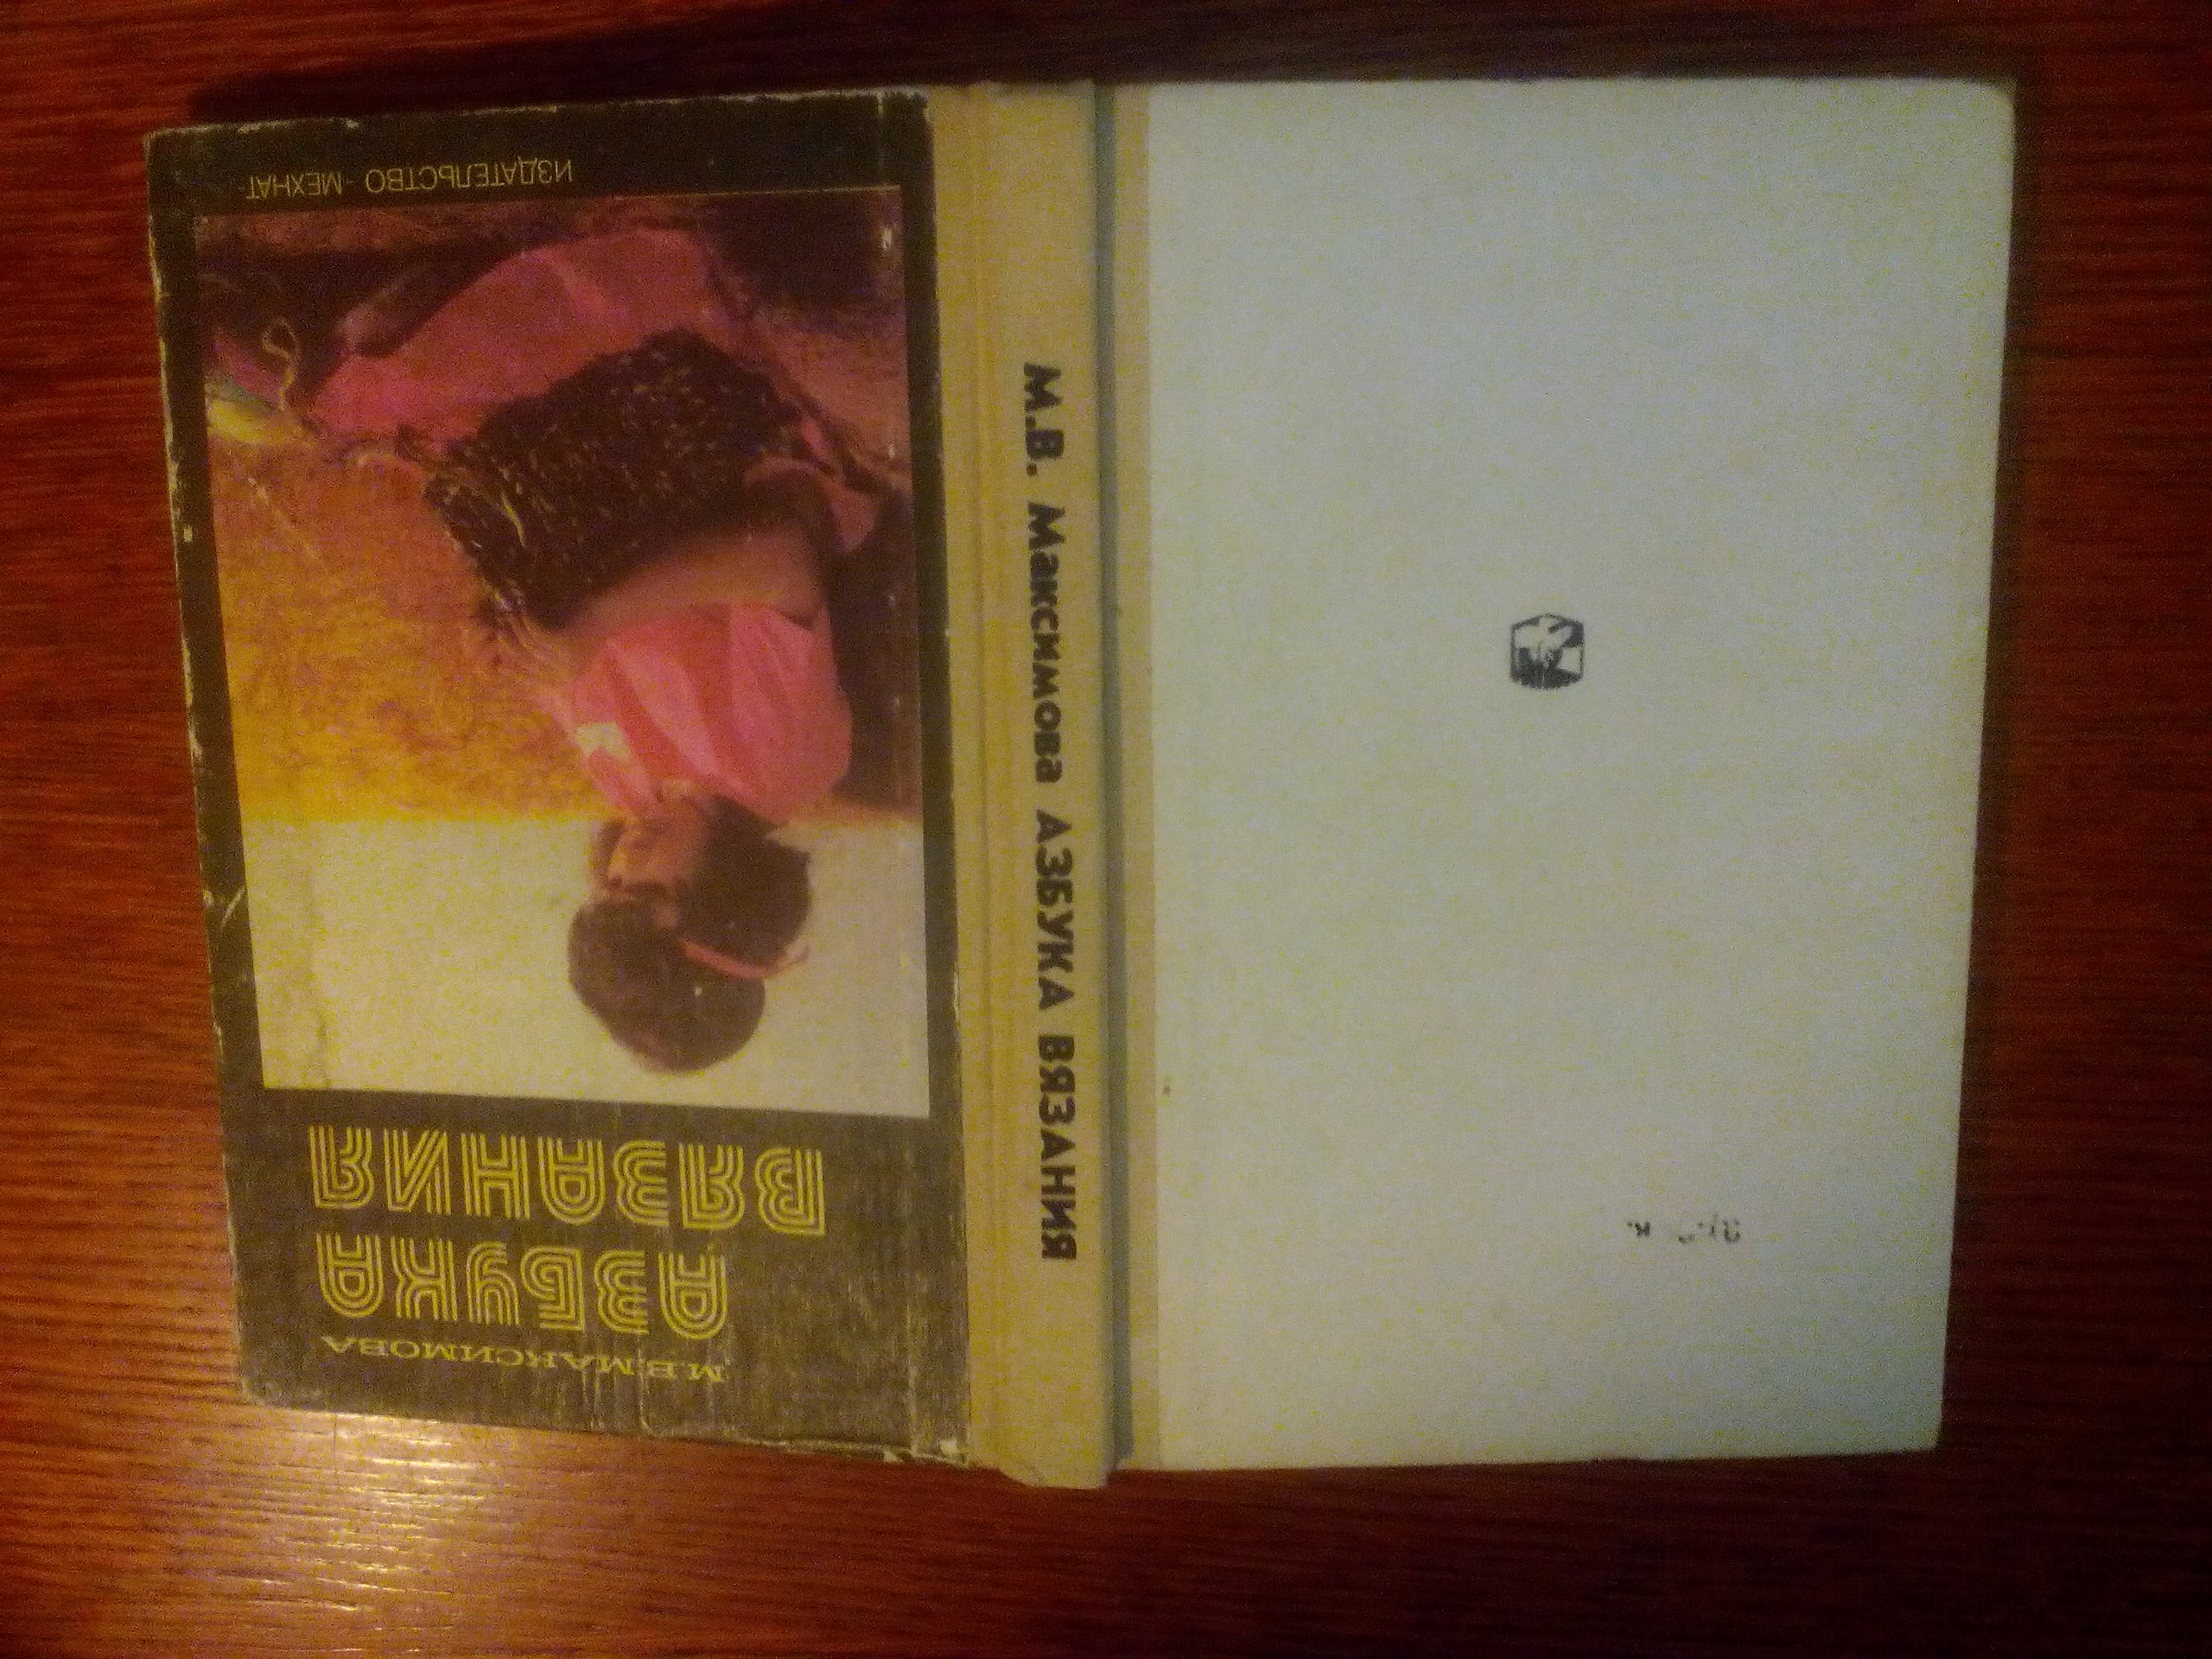 М.В.МАКСИМОВА
АЗБУКА
ВЯЗАНИЯ
ИЗДАТЕЛЬСТВО «МЕХНАТ»
М.В. Максимова АЗБУКА ВЯЗАНИЯ